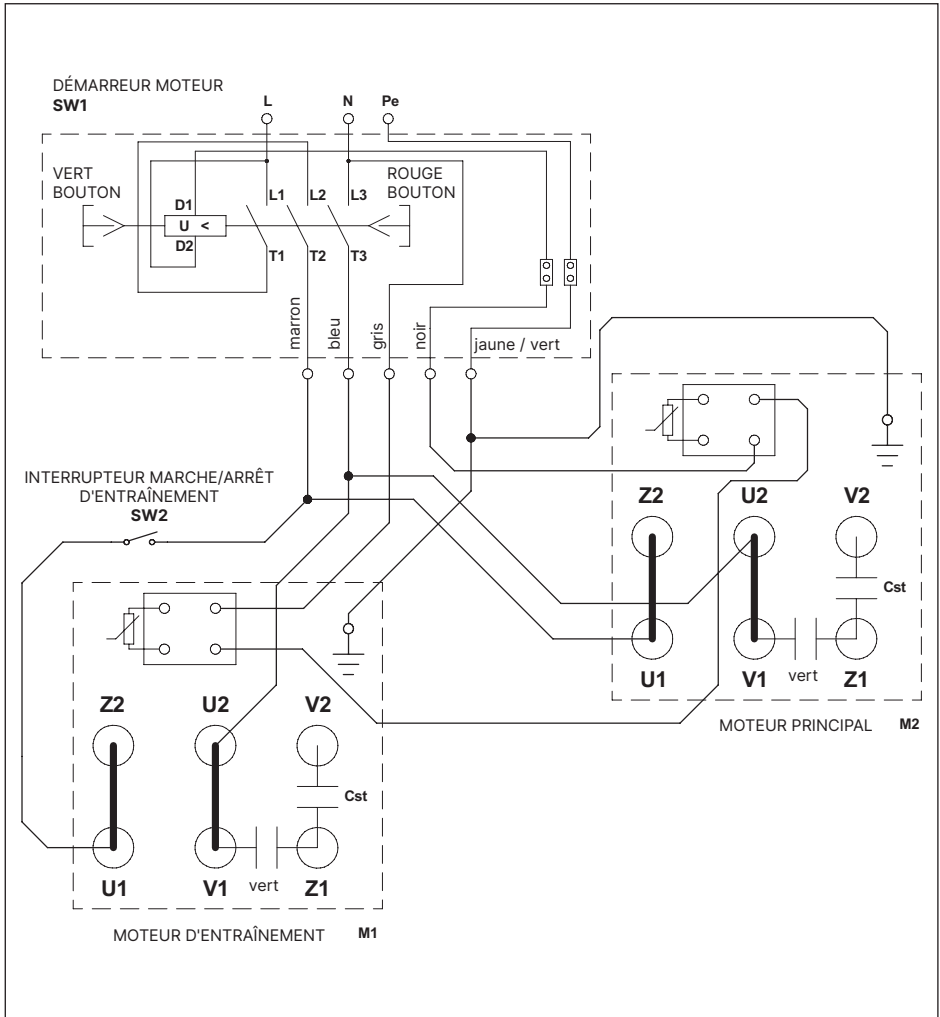 DÉMARREUR MOTEUR
SW1
L N Pe
VERT
BOUTON
ROUGE
BOUTON
D1
U <
D2
L1 L2 L3
T1 T2 T3
marron
bleu
gris
noir
jaune / vert
INTERRUPTEUR MARCHE/ARRÊT
D'ENTRAÎNEMENT
SW2
Z2 U2 V2
Cst
U1 V1 vert Z1
MOTEUR PRINCIPAL M2
Z2 U2 V2
Cst
U1 V1 vert Z1
MOTEUR D'ENTRAÎNEMENT M1